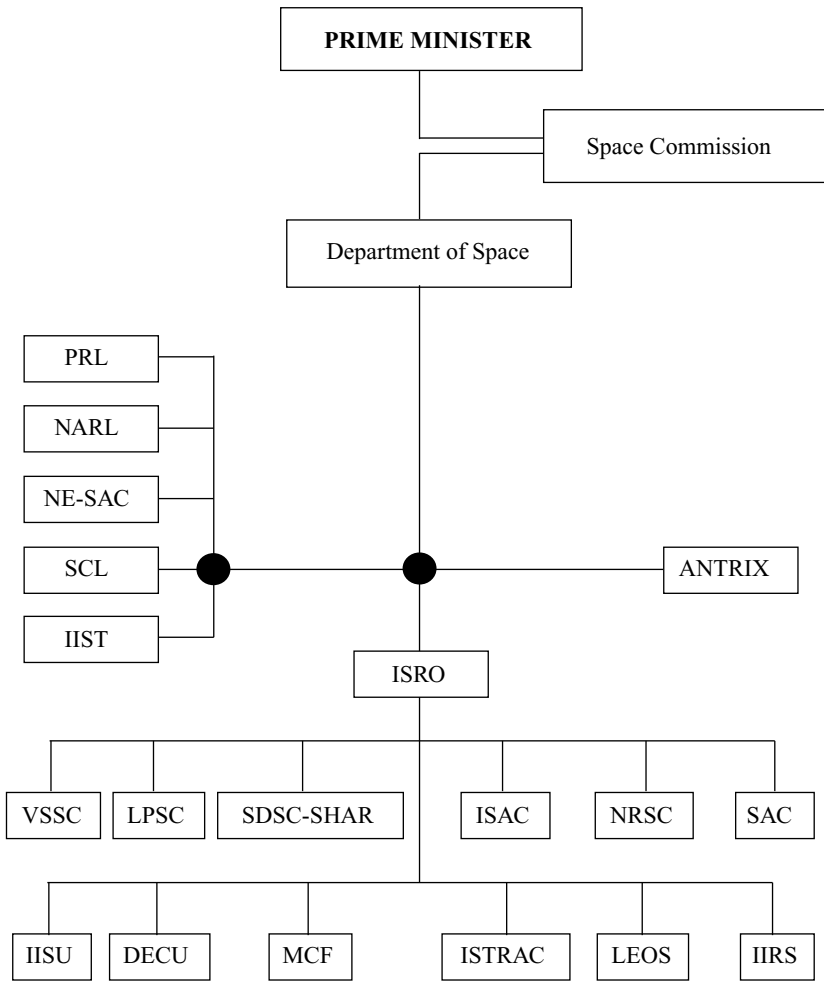 PRIME MINISTER
Space Commission
Department of Space
PRL
NARL
NE-SAC
SCL
ANTRIX
IIST
ISRO
VSSC
LPSC
SDSC-SHAR
ISAC
NRSC
SAC
IISU
DECU
MCF
ISTRAC
LEOS
IIRS